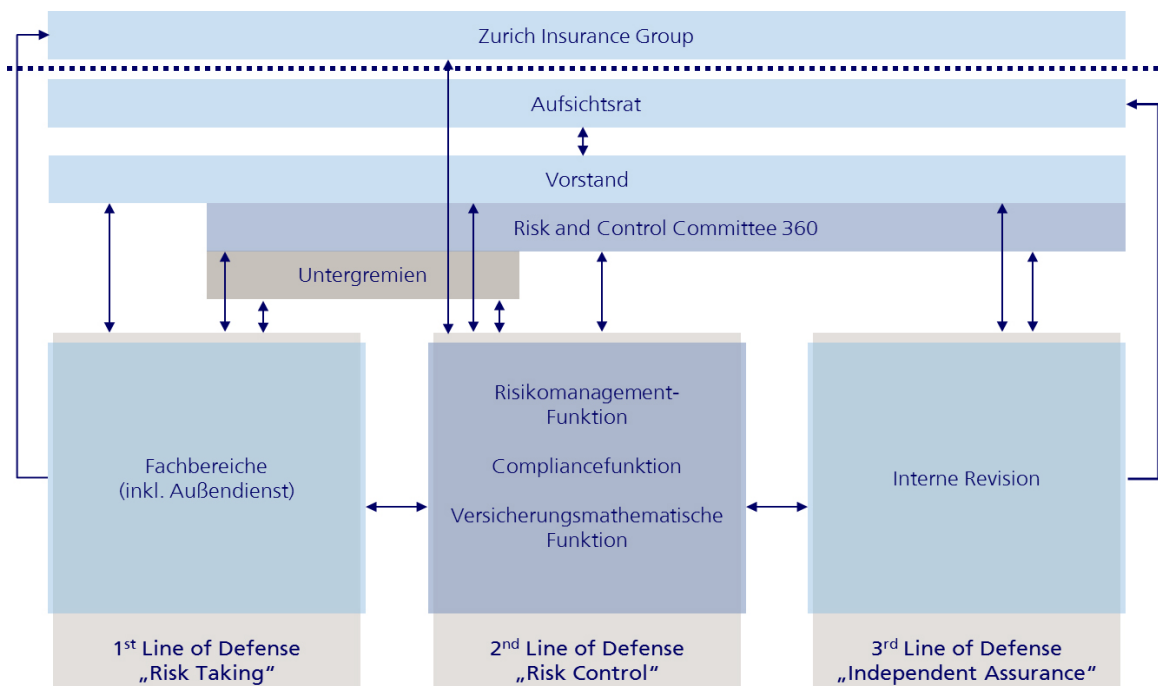 Zurich Insurance Group
Aufsichtsrat
Vorstand
Risk and Control Committee 360
Untergremien
Fachbereiche
(inkl. Außendienst)
Risikomanagement-
Funktion
Compliancefunktion
Versicherungsmathematische
Funktion
Interne Revision
1st Line of Defense
„Risk Taking“
2nd Line of Defense
„Risk Control“
3rd Line of Defense
„Independent Assurance“